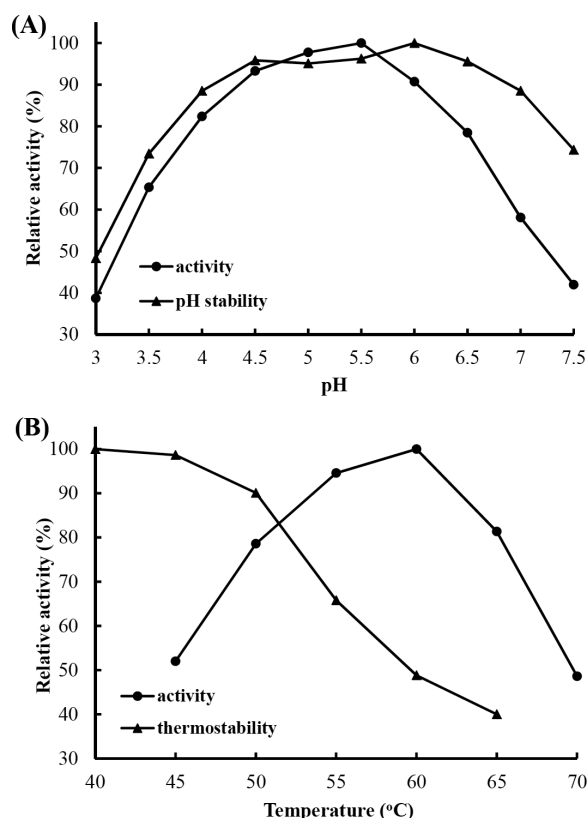 (A)
Relative activity (%)
100
90
80
70
60
50
40
30
activity
pH stability
3 3.5 4 4.5 5 5.5 6 6.5 7 7.5
pH
(B)
Relative activity (%)
100
90
80
70
60
50
40
30
activity
thermostability
40 45 50 55 60 65 70
Temperature (°C)